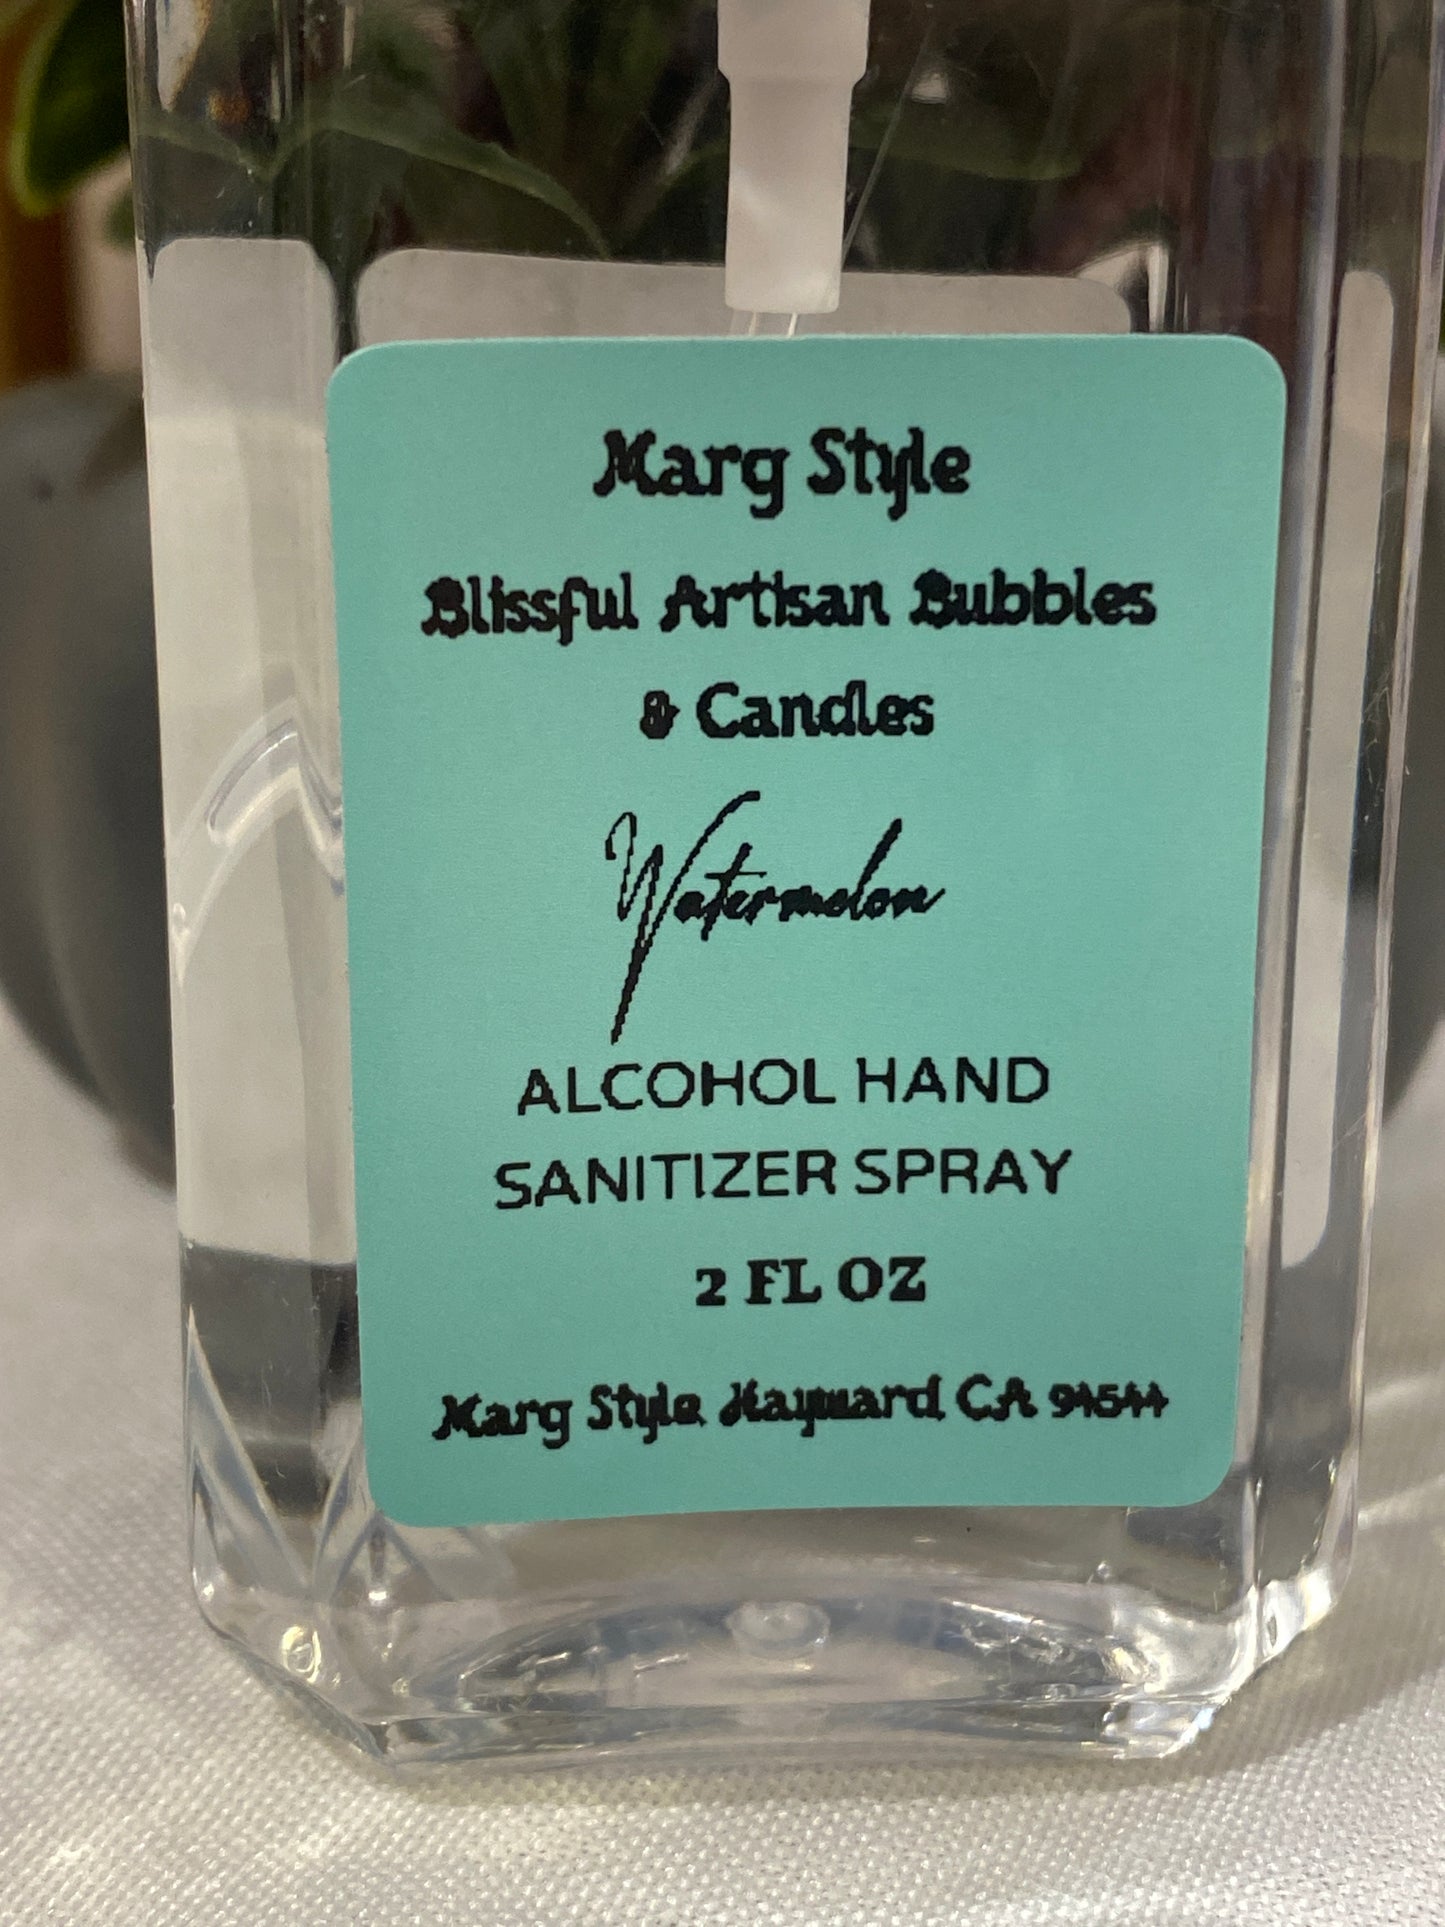 Marg Style
Blissful Artisan Bubbles
& Candles
Watermelon
ALCOHOL HAND
SANITIZER SPRAY
2 FL OZ
Marg Style Hayward CA 94544